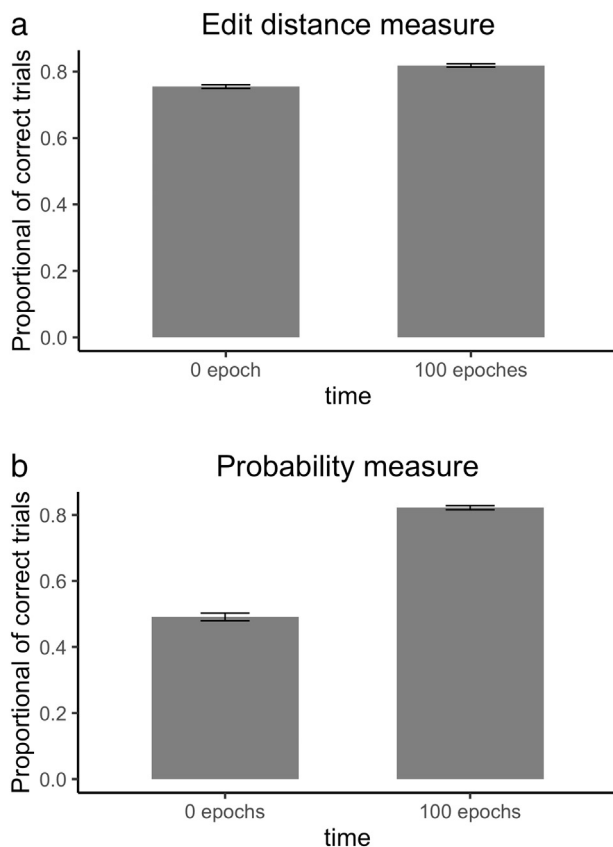 a
Edit distance measure
Proportional of correct trials
0.8
0.6
0.4
0.2
0.0
0 epoch
100 epoches
time
b
Probability measure
Proportional of correct trials
0.8
0.6
0.4
0.2
0.0
0 epochs
100 epochs
time